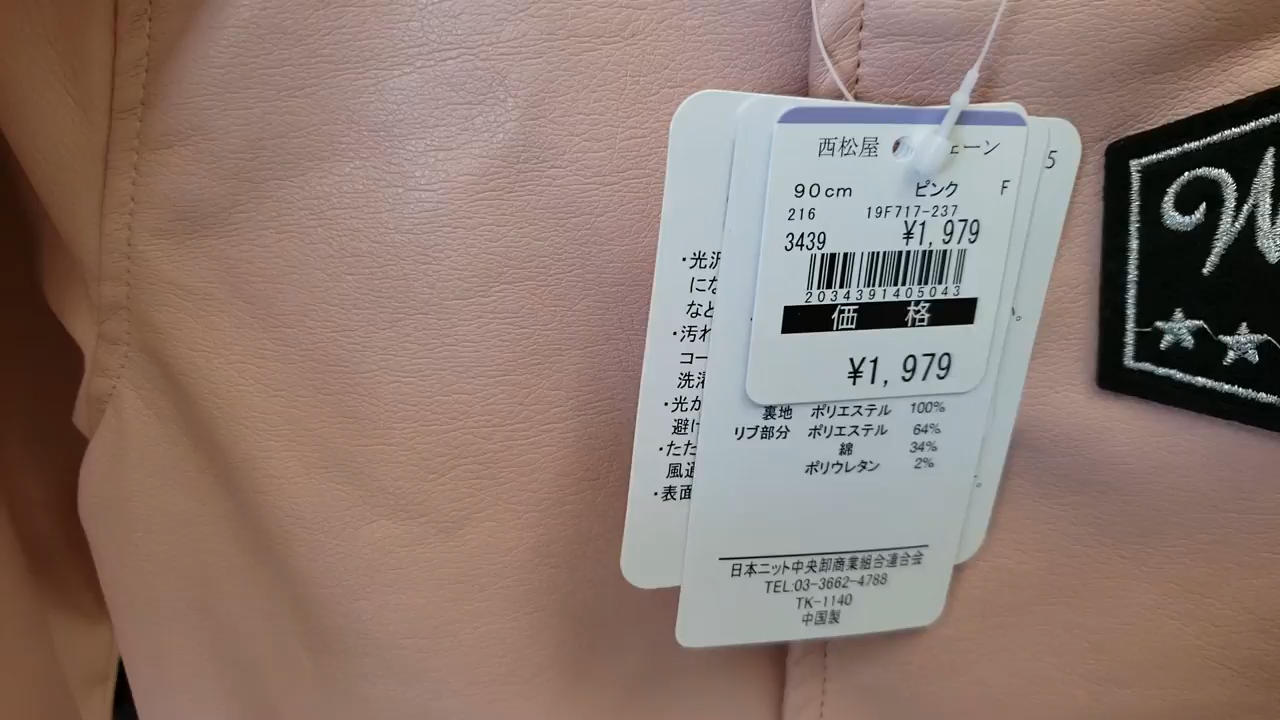 西松屋 ェーン
90cm ピンク F
216 19F717-237
3439 ¥1,979
2034391405043
価 格
¥1,979
裏地 ポリエステル 100%
リブ部分 ポリエステル 64%
綿 34%
ポリウレタン 2%
日本ニット中央卸商業組合連合会
TEL:03-3662-4788
TK-1140
中国製
・光沢
にな
など
・汚れ
コー
洗濯
・光か
避け
・たた
風通
・表面
5
W